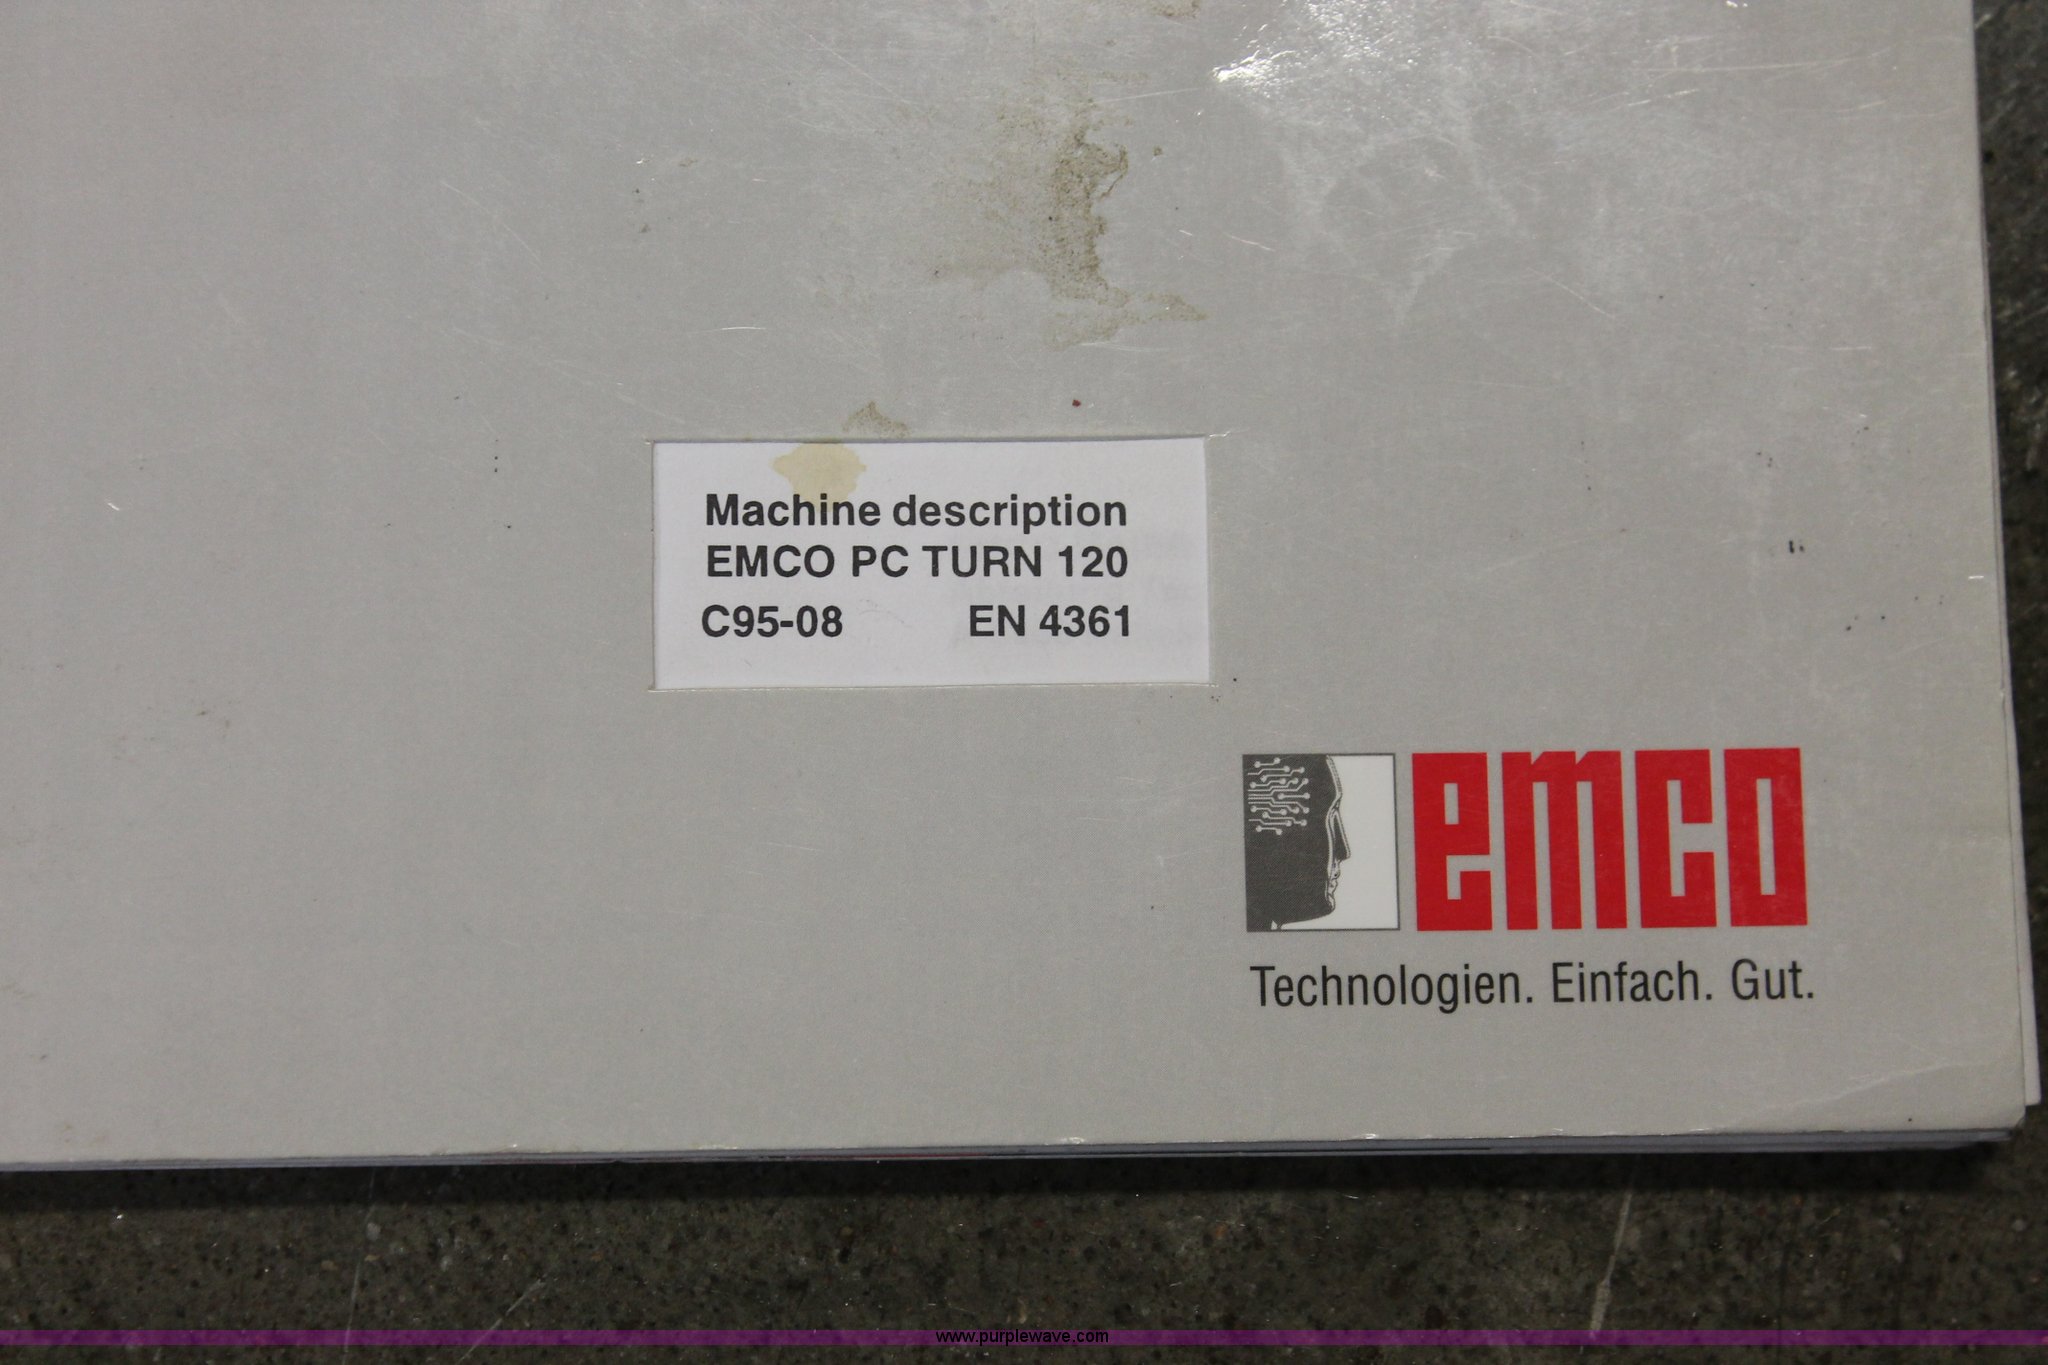 Machine description
EMCO PC TURN 120
C95-08 EN 4361
emco
Technologien. Einfach. Gut.
www.purplewave.com